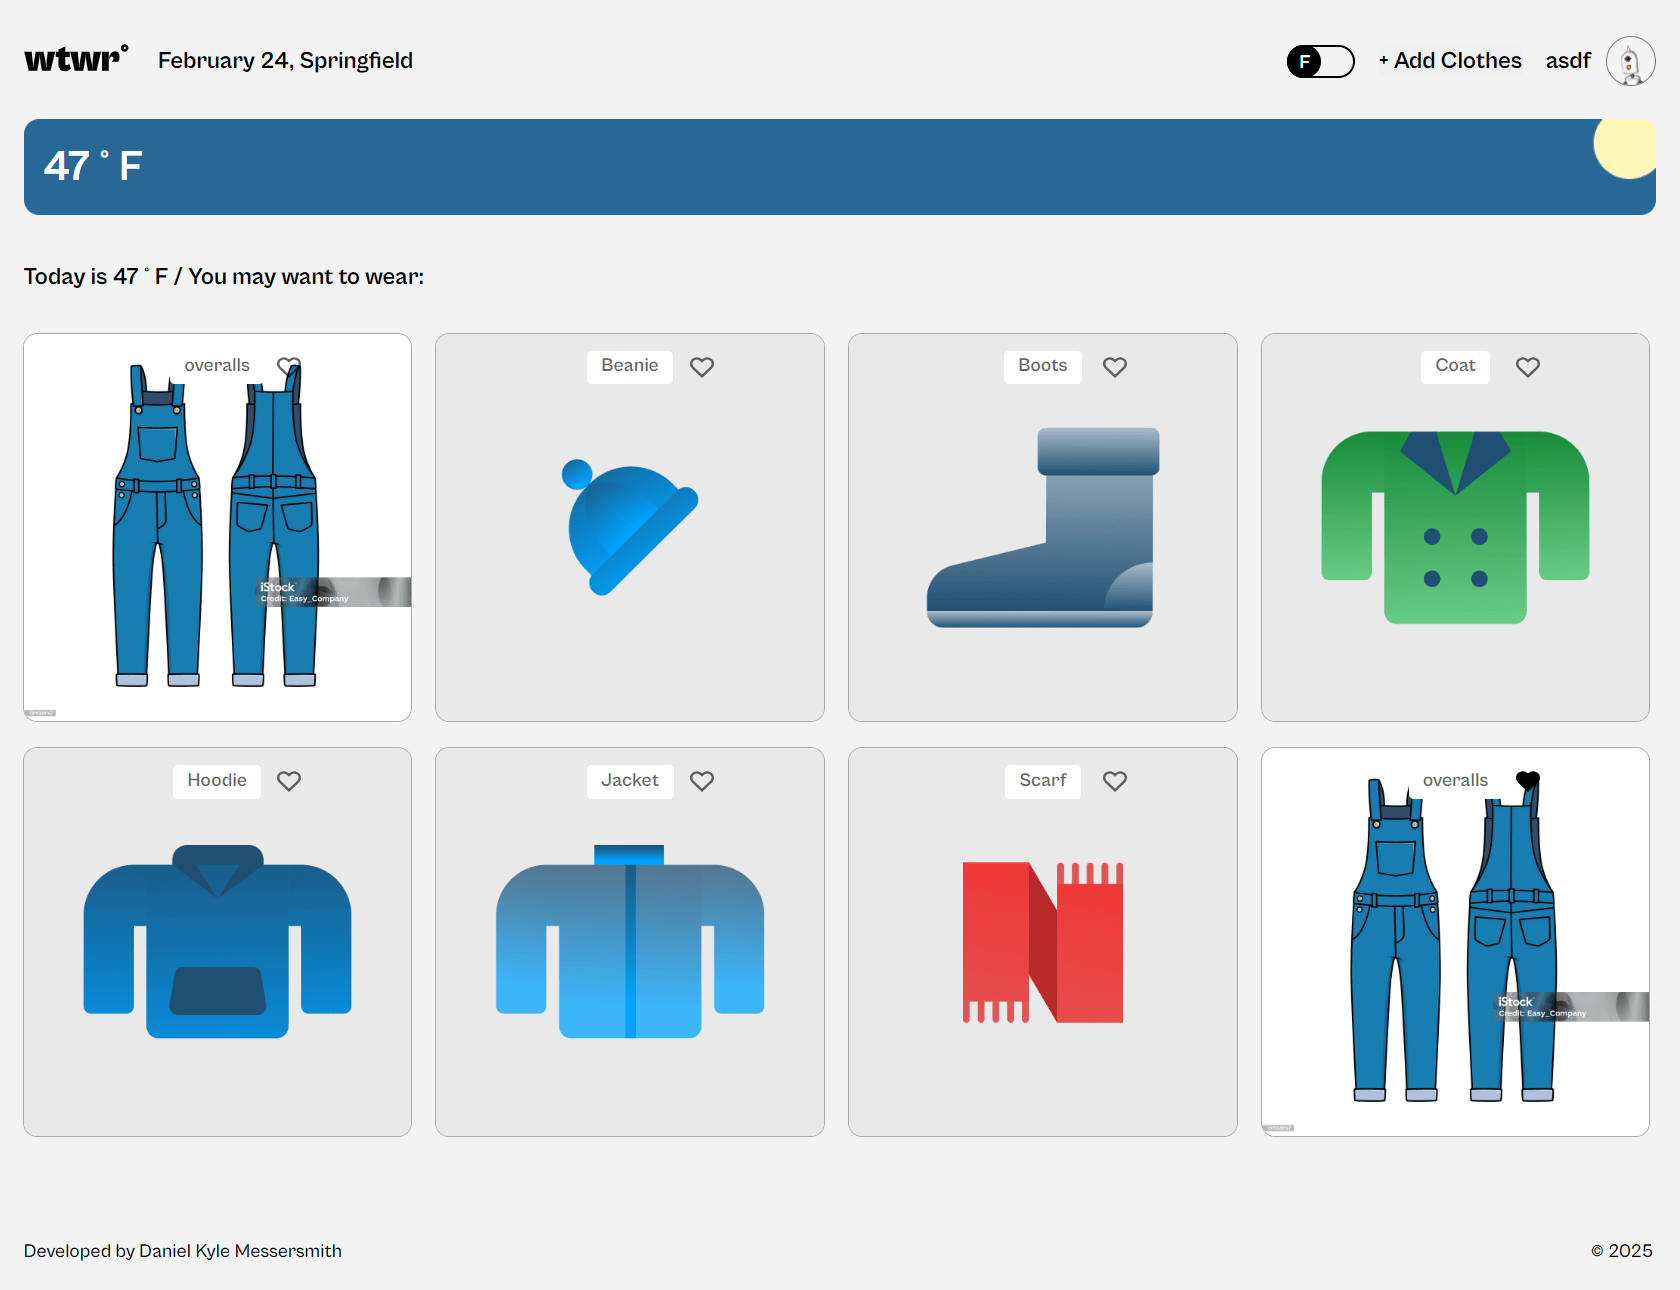 wtwr°
February 24, Springfield
F
+ Add Clothes
asdf
47 ° F
Today is 47 ° F / You may want to wear:
overalls
Beanie
Boots
Coat
iStock
Credit: Easy_Company
Hoodie
Jacket
Scarf
overalls
iStock
Credit: Easy_Company
Developed by Daniel Kyle Messersmith
© 2025